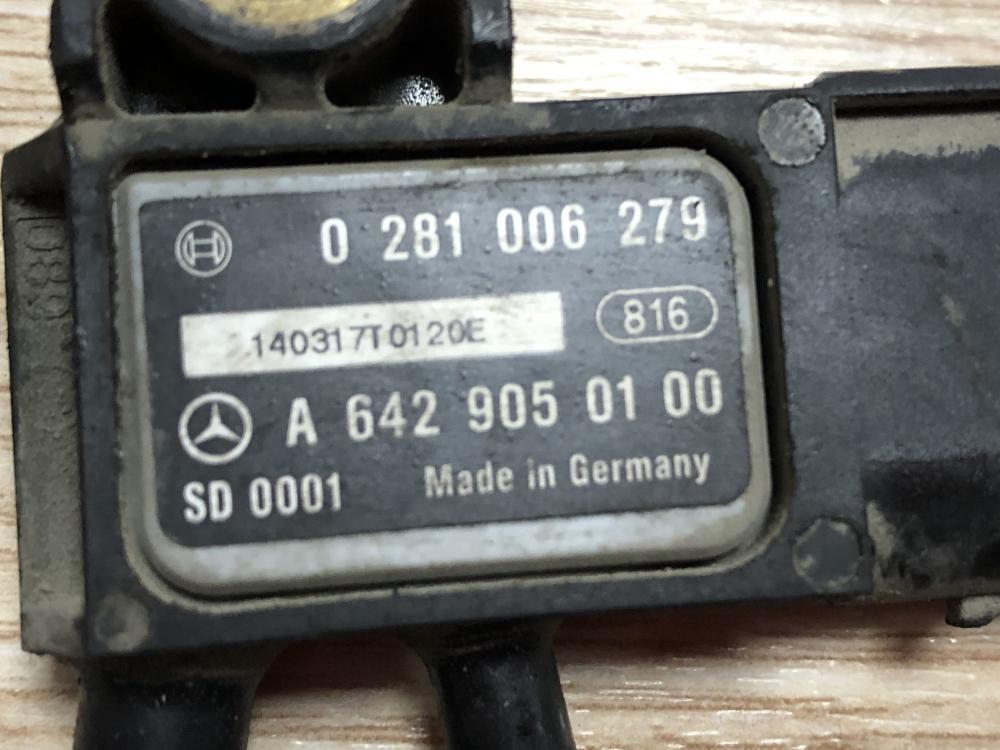 0 281 006 279
140317T0120E
816
A 642 905 01 00
SD 0001
Made in Germany